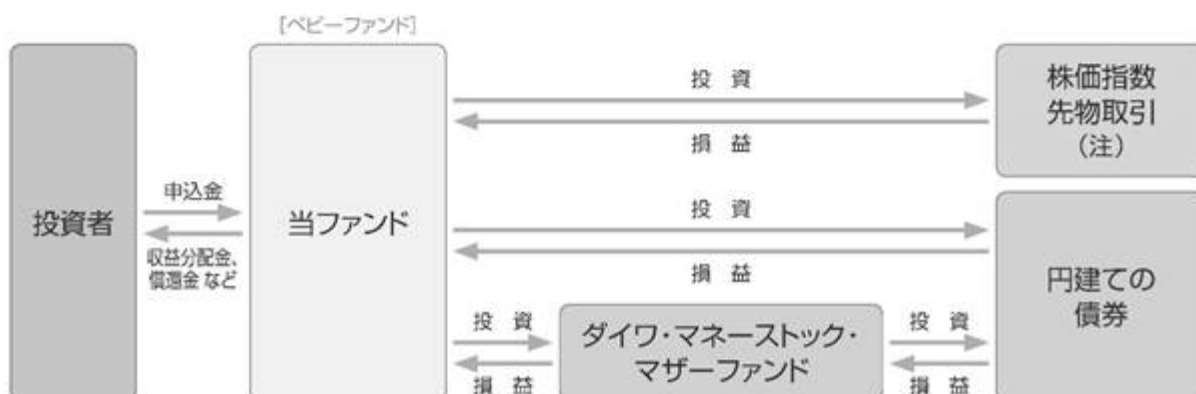 [ベビーファンド]
投資者
申込金
収益分配金、
償還金 など
当ファンド
投 資
損 益
株価指数
先物取引
(注)
投 資
損 益
円建ての
債券
投 資
損 益
ダイワ・マネーストック・
マザーファンド
投 資
損 益